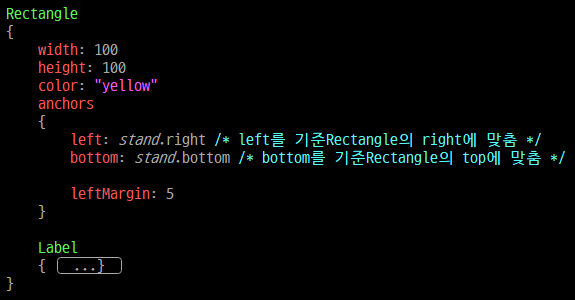 Rectangle
{
    width: 100
    height: 100
    color: "yellow"
    anchors
    {
        left: stand.right /* left를 기준Rectangle의 right에 맞춤 */
        bottom: stand.bottom /* bottom를 기준Rectangle의 top에 맞춤 */

        leftMargin: 5
    }

    Label
    { ...}
}